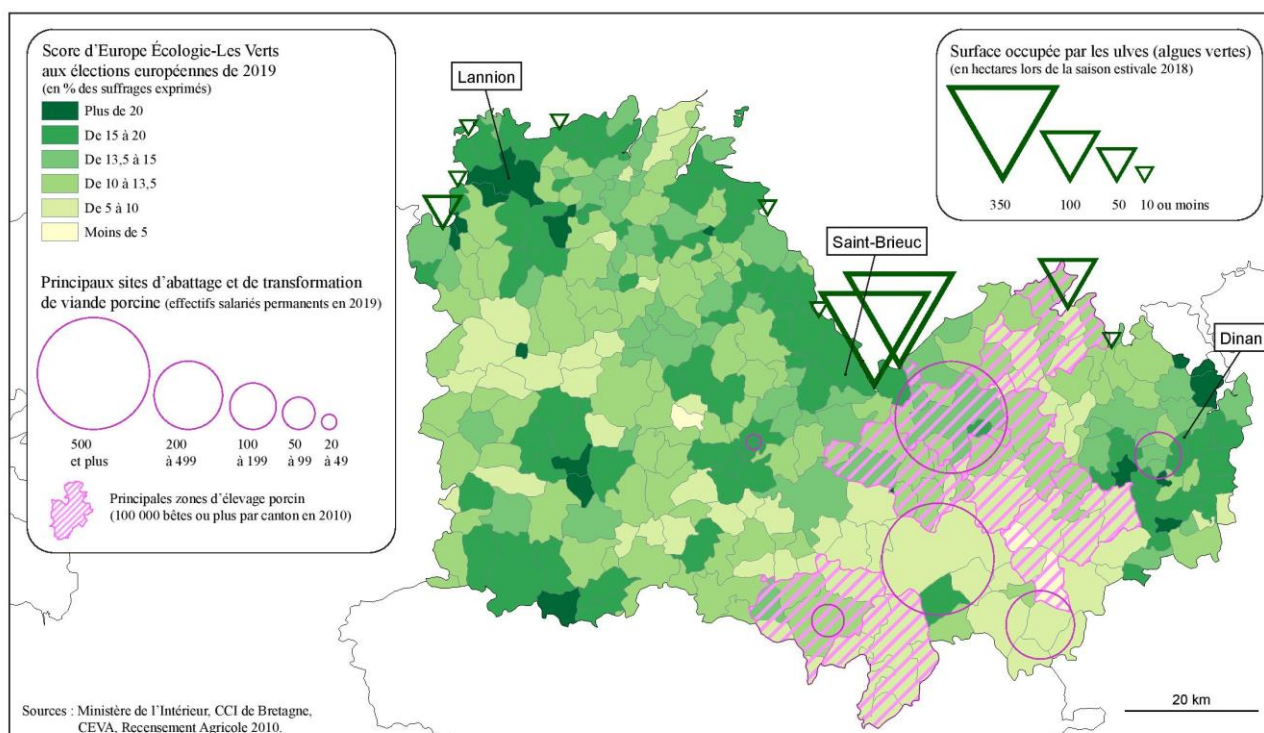 Score d'Europe Écologie-Les Verts
aux élections européennes de 2019
(en % des suffrages exprimés)
Plus de 20
De 15 à 20
De 13,5 à 15
De 10 à 13,5
De 5 à 10
Moins de 5
Principaux sites d'abattage et de transformation
de viande porcine (effectifs salariés permanents en 2019)
500
et plus
200
à 499
100
à 199
50
à 99
20
à 49
Principales zones d'élevage porcin
(100 000 bêtes ou plus par canton en 2010)
Sources : Ministère de l'Intérieur, CCI de Bretagne,
CEVA, Recensement Agricole 2010.
Lannion
Saint-Brieuc
Dinan
Surface occupée par les ulves (algues vertes)
(en hectares lors de la saison estivale 2018)
350
100
50
10 ou moins
20 km